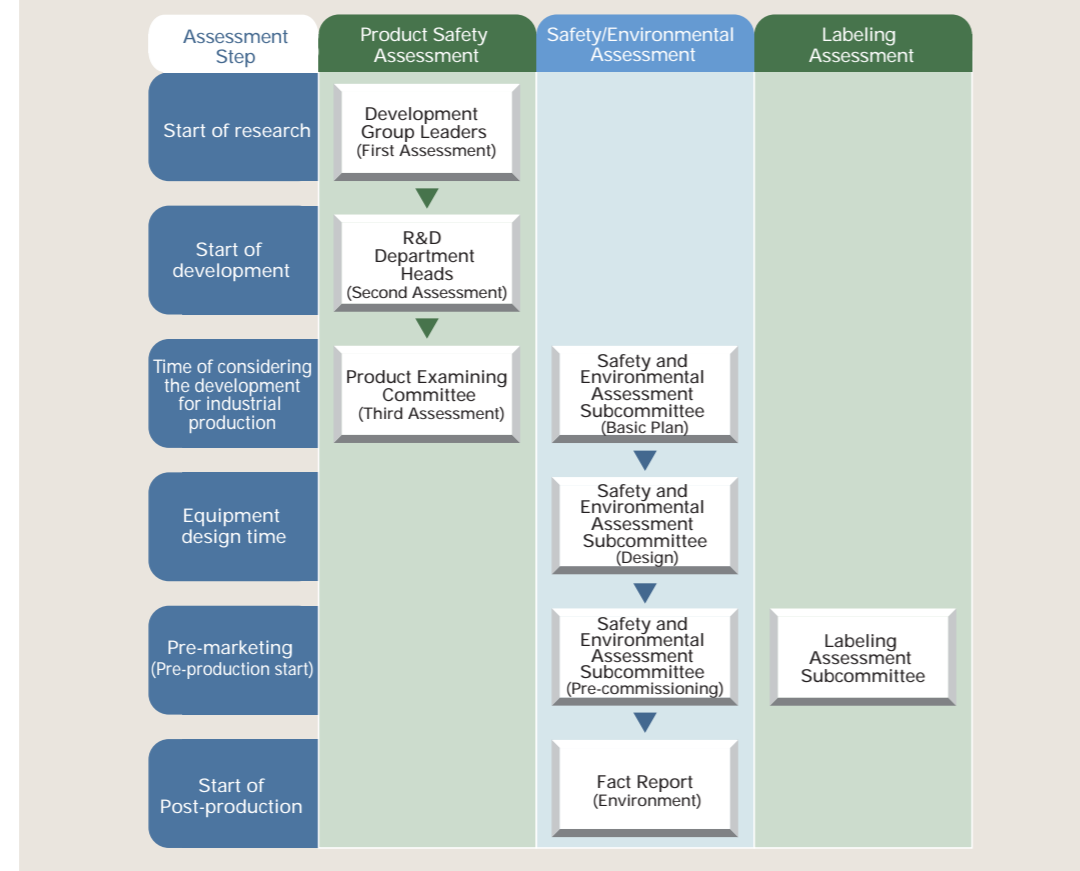 Assessment
Step
Product Safety
Assessment
Safety/Environmental
Assessment
Labeling
Assessment
Start of research
Development
Group Leaders
(First Assessment)
Start of
development
R&D
Department
Heads
(Second Assessment)
Time of considering
the development
for industrial
production
Product Examining
Committee
(Third Assessment)
Safety and
Environmental
Assessment
Subcommittee
(Basic Plan)
Equipment
design time
Safety and
Environmental
Assessment
Subcommittee
(Design)
Pre-marketing
(Pre-production start)
Safety and
Environmental
Assessment
Subcommittee
(Pre-commissioning)
Labeling
Assessment
Subcommittee
Start of
Post-production
Fact Report
(Environment)